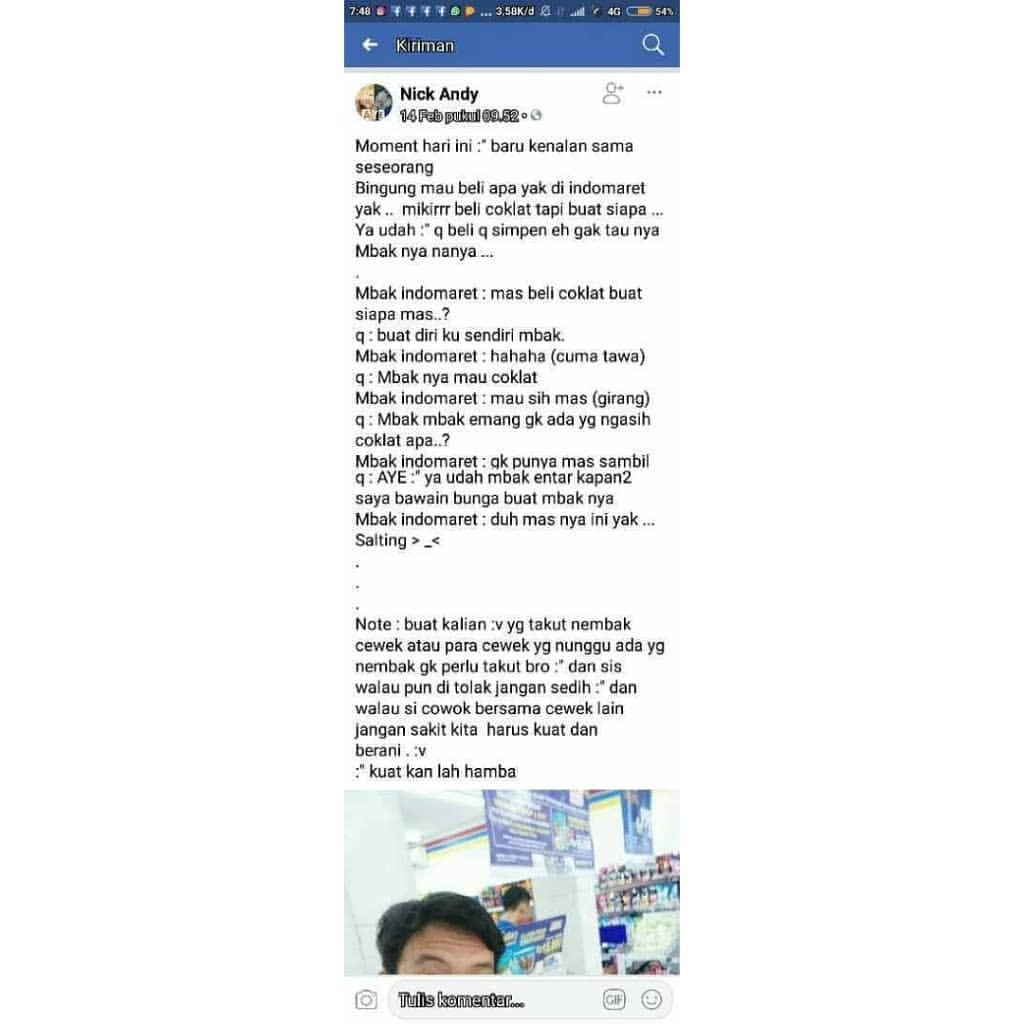 7:48 ... 3,58K/d 4G 54%
Kiriman
Nick Andy
14 Feb pukul 09.52
Moment hari ini :" baru kenalan sama
seseorang
Bingung mau beli apa yak di indomaret
yak .. mikirrr beli coklat tapi buat siapa ...
Ya udah :" q beli q simpen eh gak tau nya
Mbak nya nanya ...
.
Mbak indomaret : mas beli coklat buat
siapa mas..?
q : buat diri ku sendiri mbak.
Mbak indomaret : hahaha (cuma tawa)
q : Mbak nya mau coklat
Mbak indomaret : mau sih mas (girang)
q : Mbak mbak emang gk ada yg ngasih
coklat apa..?
Mbak indomaret : gk punya mas sambil
q : AYE :" ya udah mbak entar kapan2
saya bawain bunga buat mbak nya
Mbak indomaret : duh mas nya ini yak ...
Salting > _<
.
.
.
Note : buat kalian :v yg takut nembak
cewek atau para cewek yg nunggu ada yg
nembak gk perlu takut bro :" dan sis
walau pun di tolak jangan sedih :" dan
walau si cowok bersama cewek lain
jangan sakit kita harus kuat dan
berani . :v
:" kuat kan lah hamba
Tulis komentar...
GIF